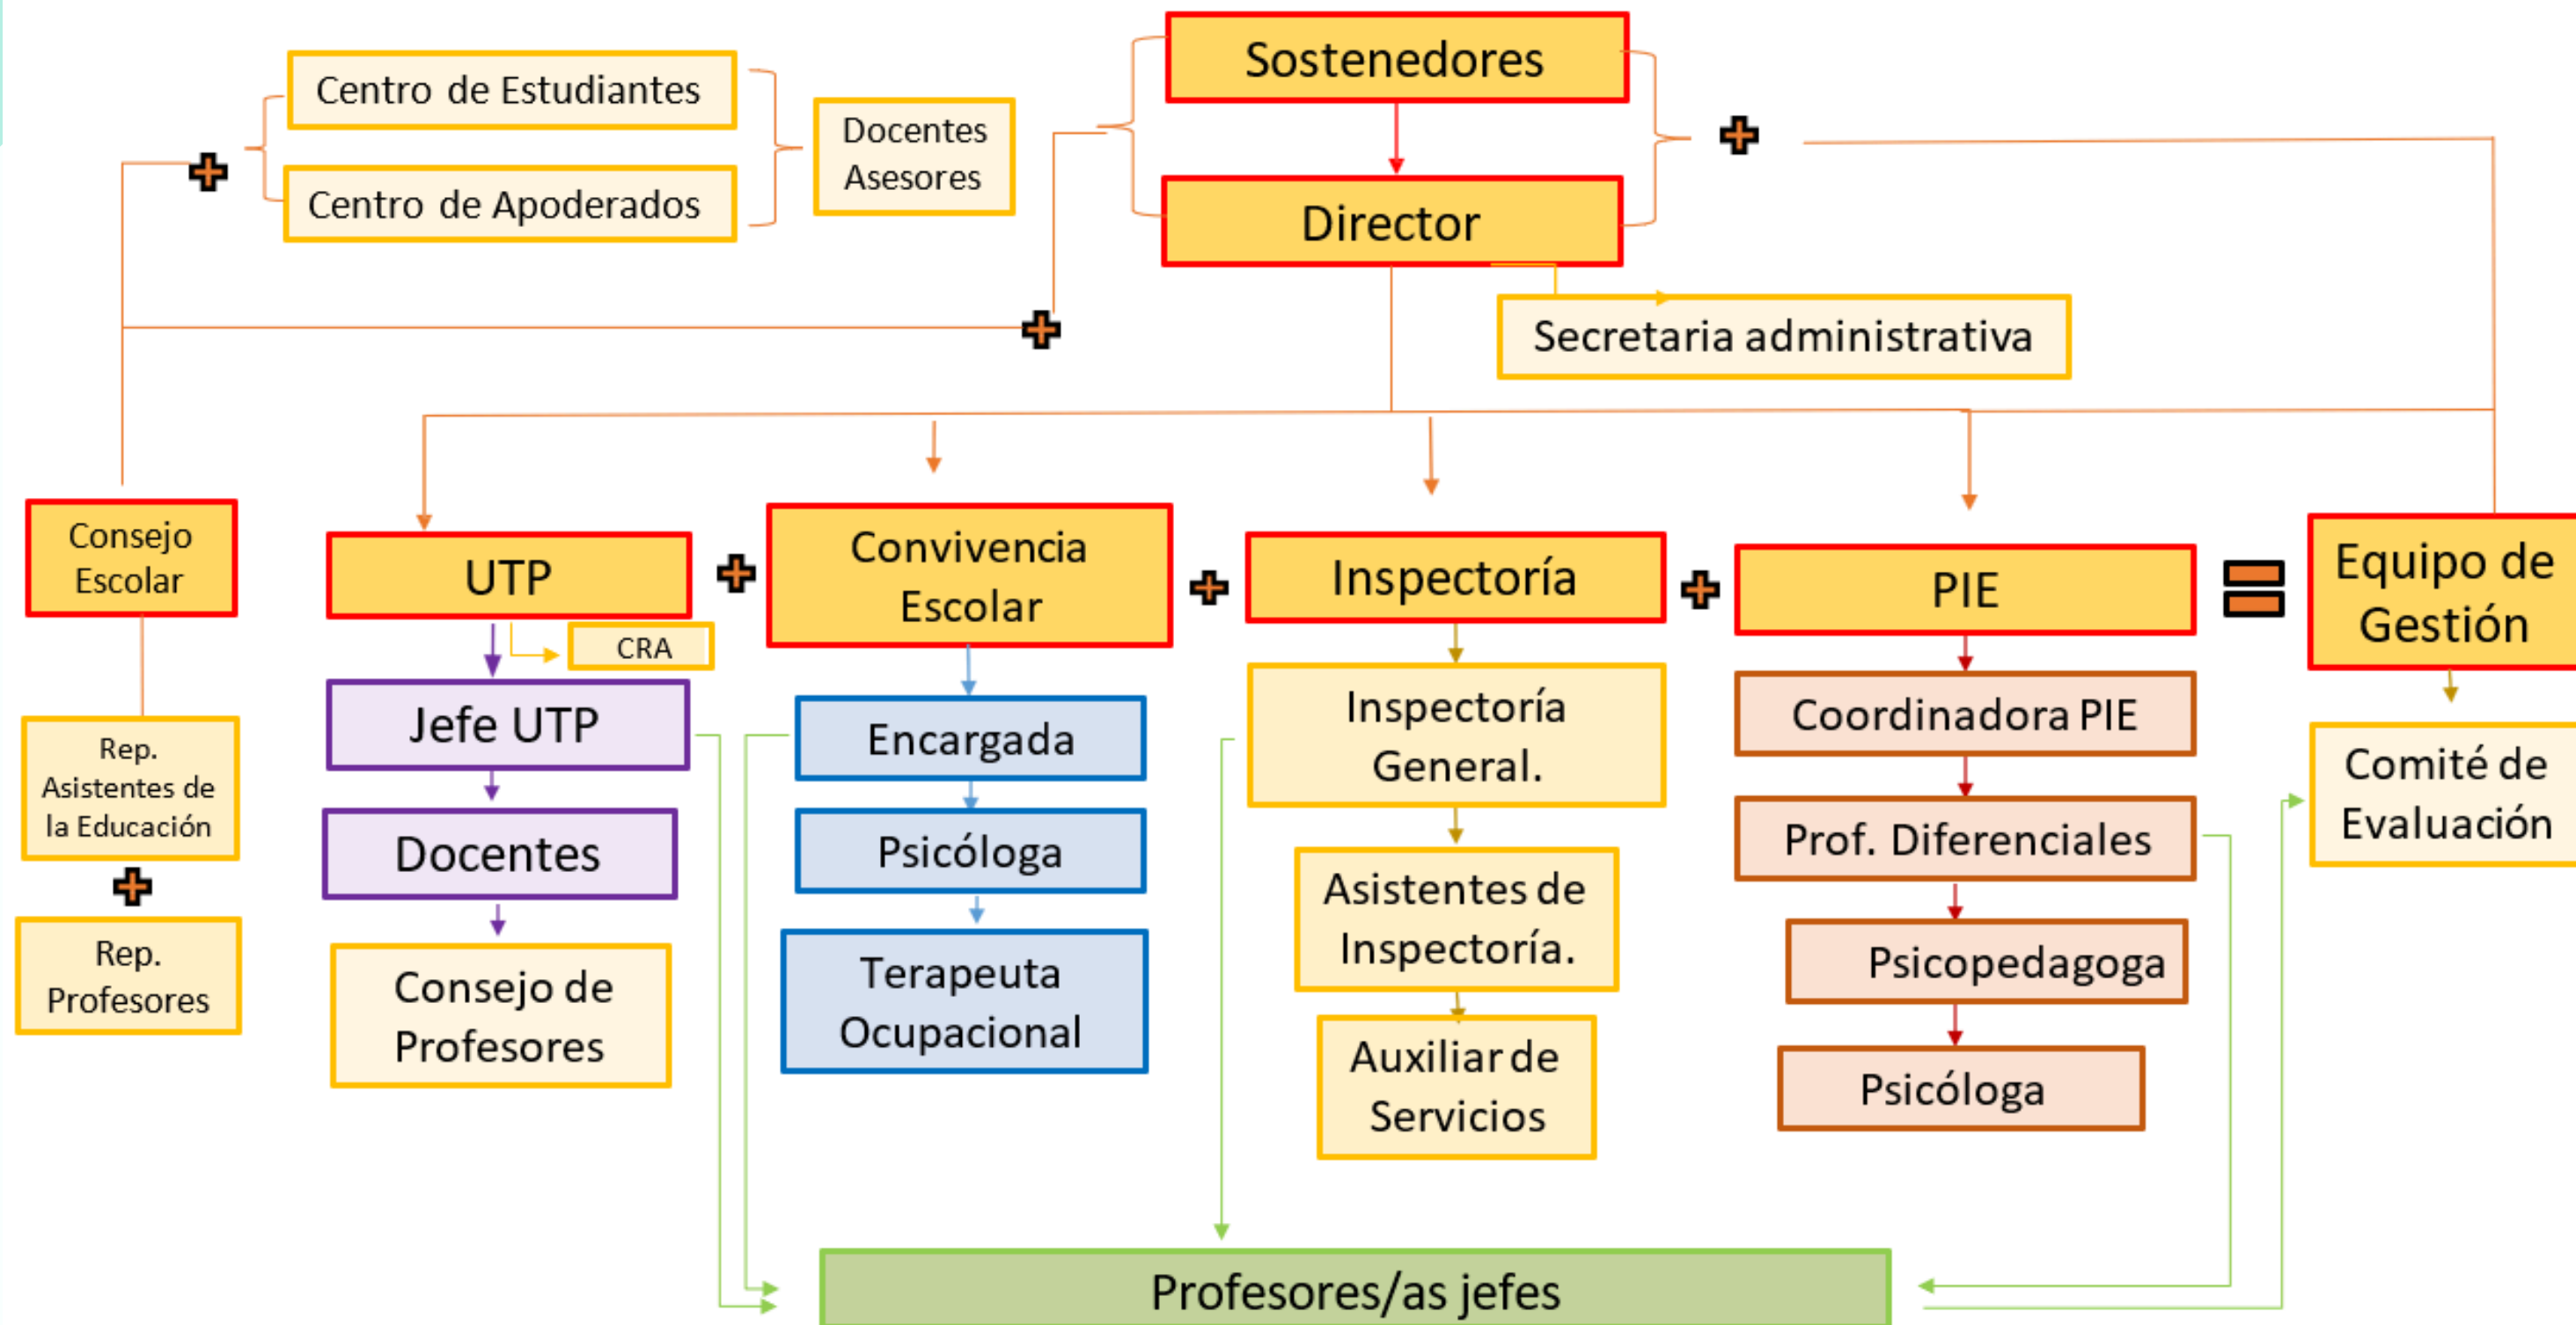 Sostenedores
Centro de Estudiantes
Docentes
Asesores
Centro de Apoderados
Director
Secretaria administrativa
Consejo
Escolar
UTP
Convivencia
Escolar
Inspectoría
PIE
Equipo de
Gestión
CRA
Rep.
Asistentes de
la Educación
Rep.
Profesores
Jefe UTP
Docentes
Consejo de
Profesores
Encargada
Psicóloga
Terapeuta
Ocupacional
Inspectoría
General.
Asistentes de
Inspectoría.
Auxiliar de
Servicios
Coordinadora PIE
Prof. Diferenciales
Psicopedagoga
Psicóloga
Comité de
Evaluación
Profesores/as jefes